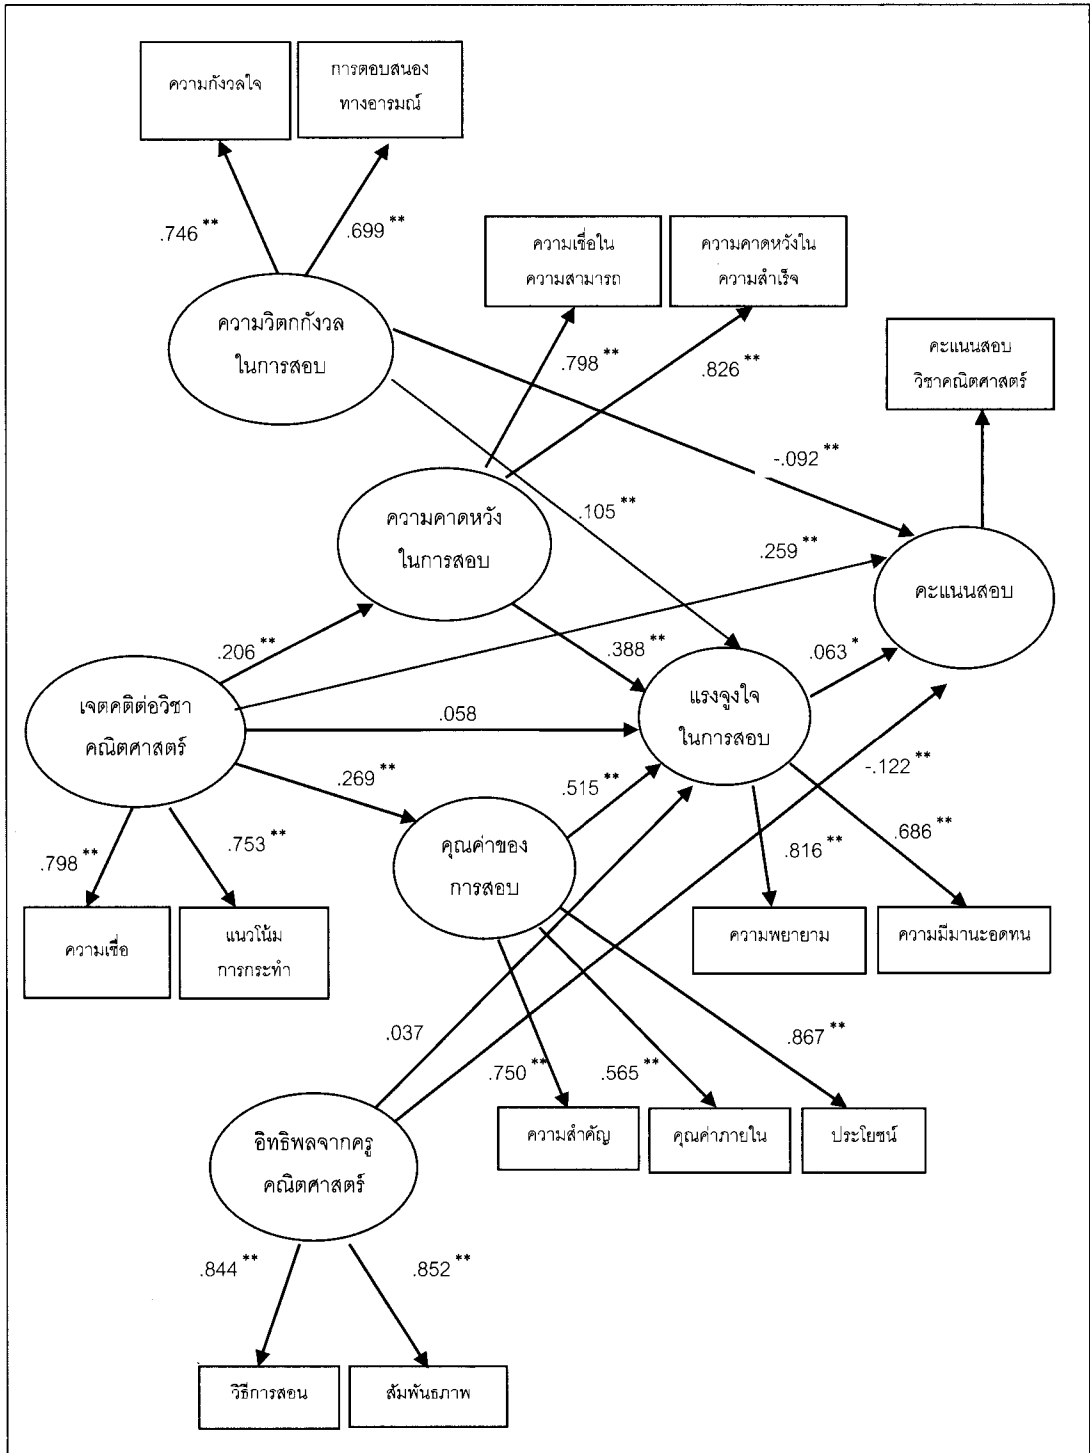 ความกังวลใจ
การตอบสนอง
ทางอารมณ์
.746 **
.699 **
ความวิตกกังวล
ในการสอบ
ความเชื่อใน
ความสามารถ
ความคาดหวังใน
ความสำเร็จ
.798 **
.826 **
คะแนนสอบ
วิชาคณิตศาสตร์
-.092 **
.105 **
.259 **
ความคาดหวัง
ในการสอบ
คะแนนสอบ
.206 **
.388 **
.063 *
เจตคติต่อวิชา
คณิตศาสตร์
.058
แรงจูงใจ
ในการสอบ
.269 **
.515 **
-.122 **
.798 **
.753 **
คุณค่าของ
การสอบ
.816 **
.686 **
ความเชื่อ
แนวโน้ม
การกระทำ
ความพยายาม
ความมีมานะอดทน
.037
.750 **
.565 **
.867 **
อิทธิพลจากครู
คณิตศาสตร์
ความสำคัญ
คุณค่าภายใน
ประโยชน์
.844 **
.852 **
วิธีการสอน
สัมพันธภาพ